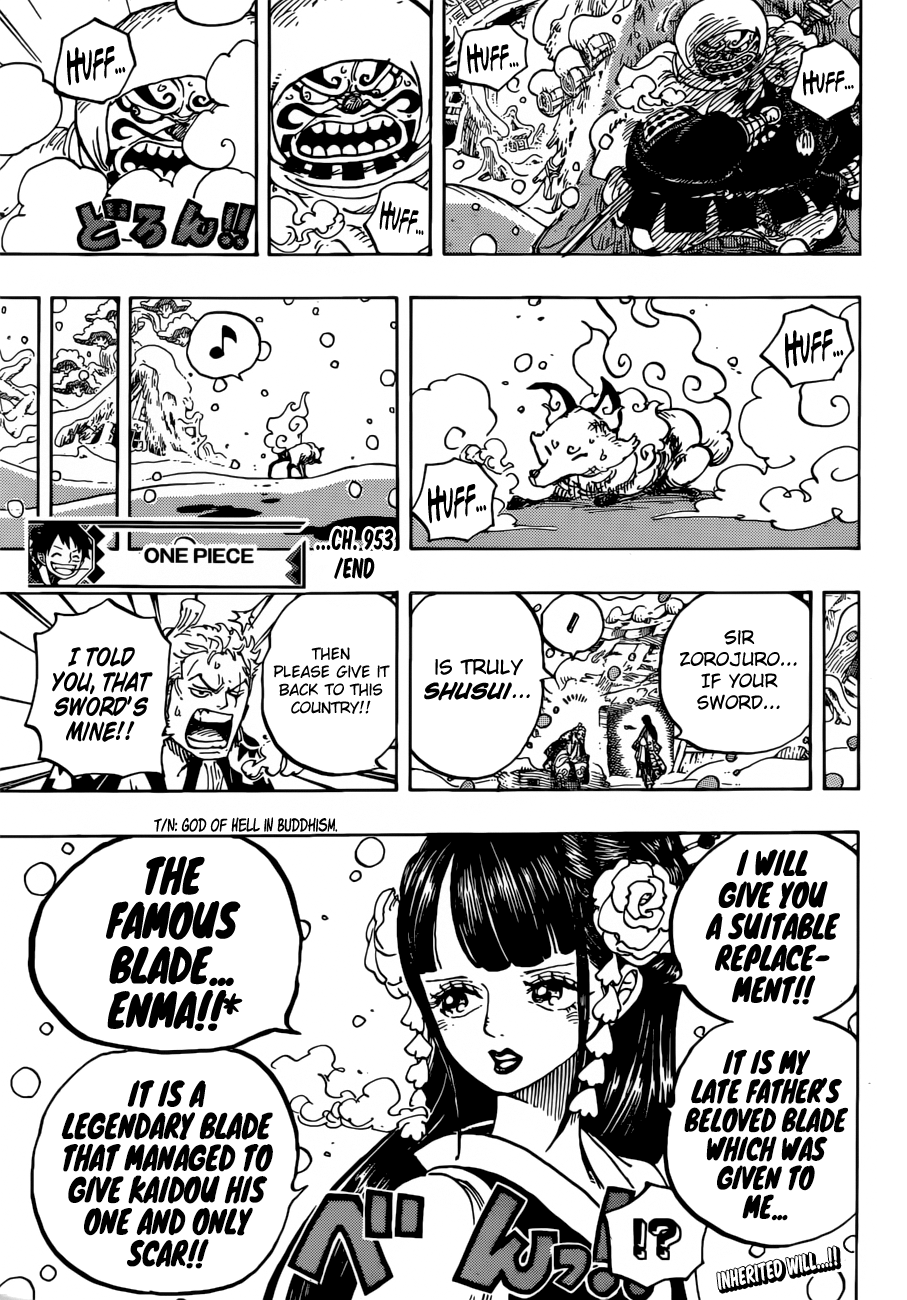 HUFF...
HUFF...
HUFF...
HUFF...
どろん!!
HUFF...
HUFF...
♪
ONE PIECE
....CH. 953
/END
SIR
ZOROJURO...
IF YOUR
SWORD...
IS TRULY
SHUSUI...
THEN
PLEASE GIVE IT
BACK TO THIS
COUNTRY!!
I TOLD
YOU, THAT
SWORD'S
MINE!!
T/N: GOD OF HELL IN BUDDHISM.
I WILL
GIVE YOU
A SUITABLE
REPLACE-
MENT!!
IT IS MY
LATE FATHER'S
BELOVED BLADE
WHICH WAS
GIVEN TO
ME...
THE
FAMOUS
BLADE...
ENMA!!*
IT IS A
LEGENDARY BLADE
THAT MANAGED TO
GIVE KAIDOU HIS
ONE AND ONLY
SCAR!!
べんっ!!
!?
INHERITED WILL...!!